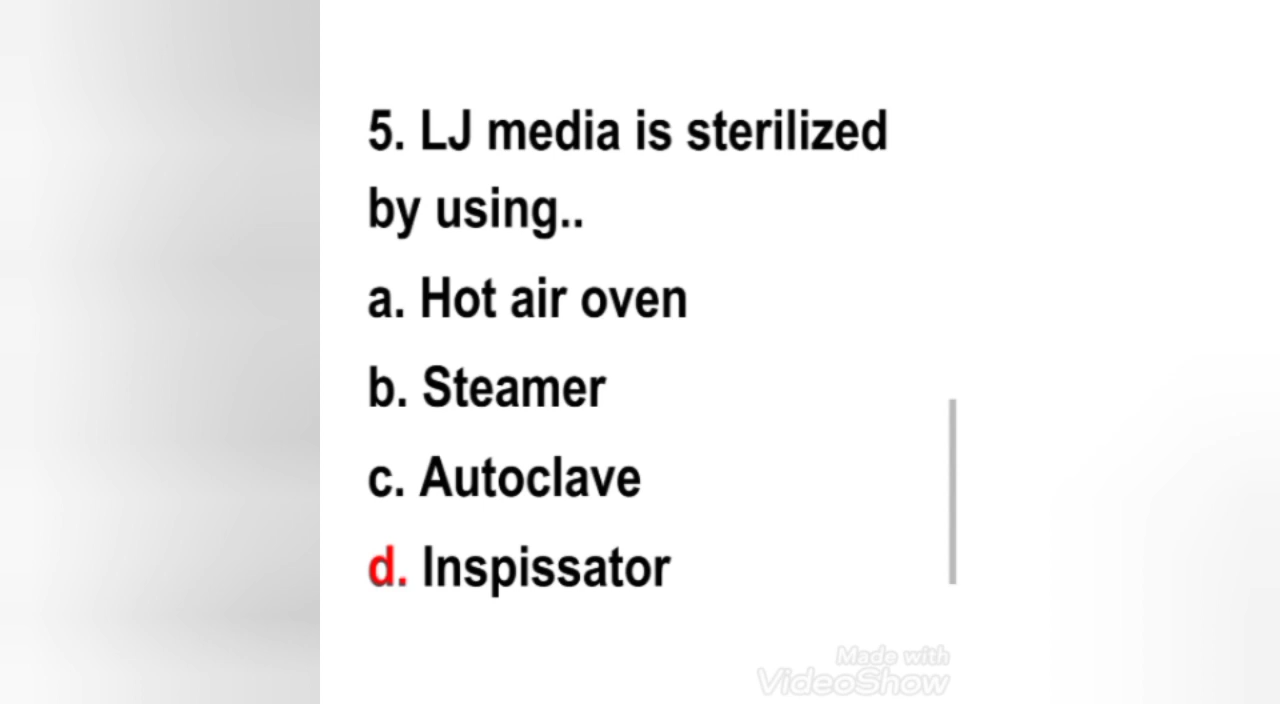 5. LJ media is sterilized
by using..
a. Hot air oven
b. Steamer
c. Autoclave
d. Inspissator
Made with
VideoShow